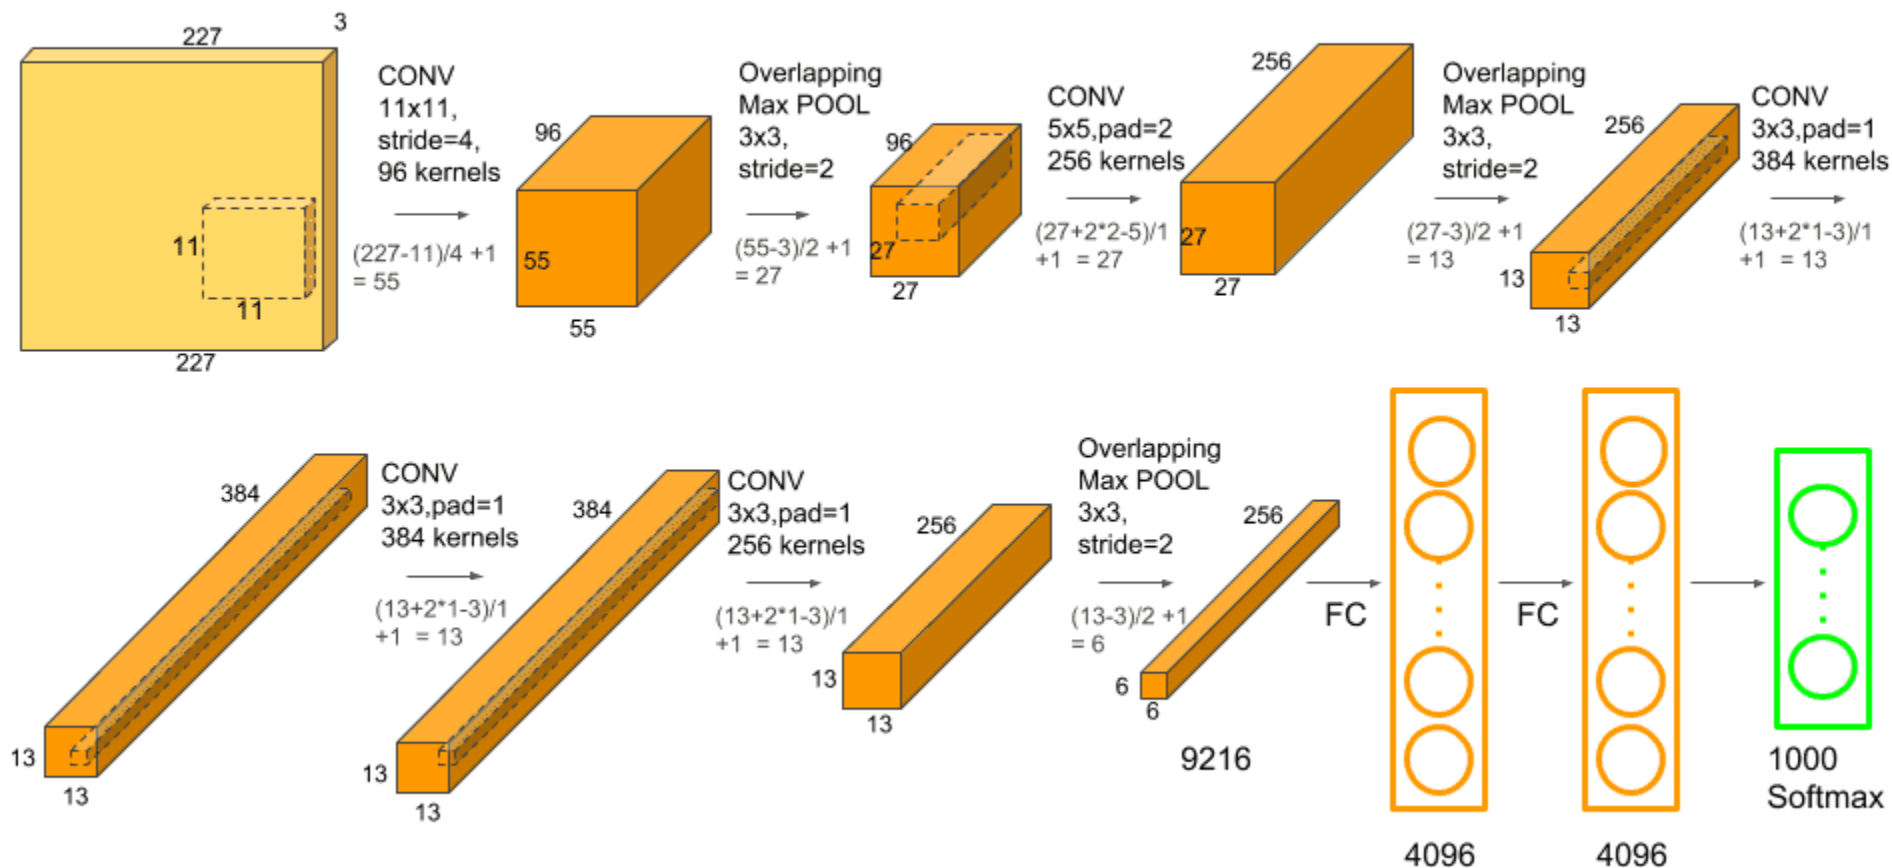 227
3
11
11
227
CONV
11x11,
stride=4,
96 kernels
(227-11)/4 +1
= 55
96
55
55
Overlapping
Max POOL
3x3,
stride=2
(55-3)/2 +1
= 27
96
27
27
CONV
5x5,pad=2
256 kernels
(27+2*2-5)/1
+1 = 27
256
27
27
Overlapping
Max POOL
3x3,
stride=2
(27-3)/2 +1
= 13
256
13
13
CONV
3x3,pad=1
384 kernels
(13+2*1-3)/1
+1 = 13
384
13
13
CONV
3x3,pad=1
384 kernels
(13+2*1-3)/1
+1 = 13
384
13
13
CONV
3x3,pad=1
256 kernels
(13+2*1-3)/1
+1 = 13
256
13
13
Overlapping
Max POOL
3x3,
stride=2
(13-3)/2 +1
= 6
256
6
6
9216
FC
4096
FC
4096
1000
Softmax